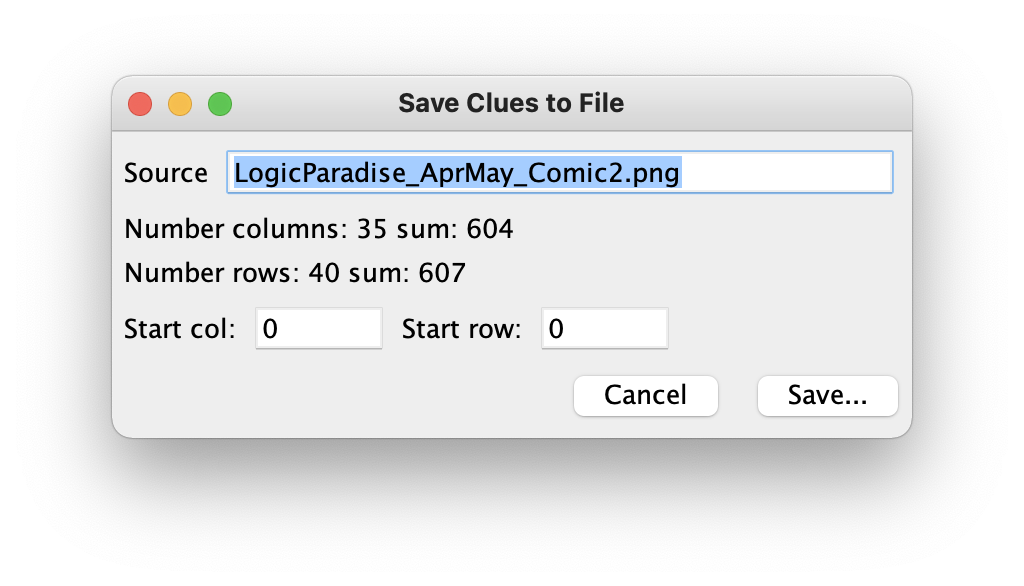 Save Clues to File
Source LogicParadise_AprMay_Comic2.png
Number columns: 35 sum: 604
Number rows: 40 sum: 607
Start col: 0 Start row: 0
Cancel Save...